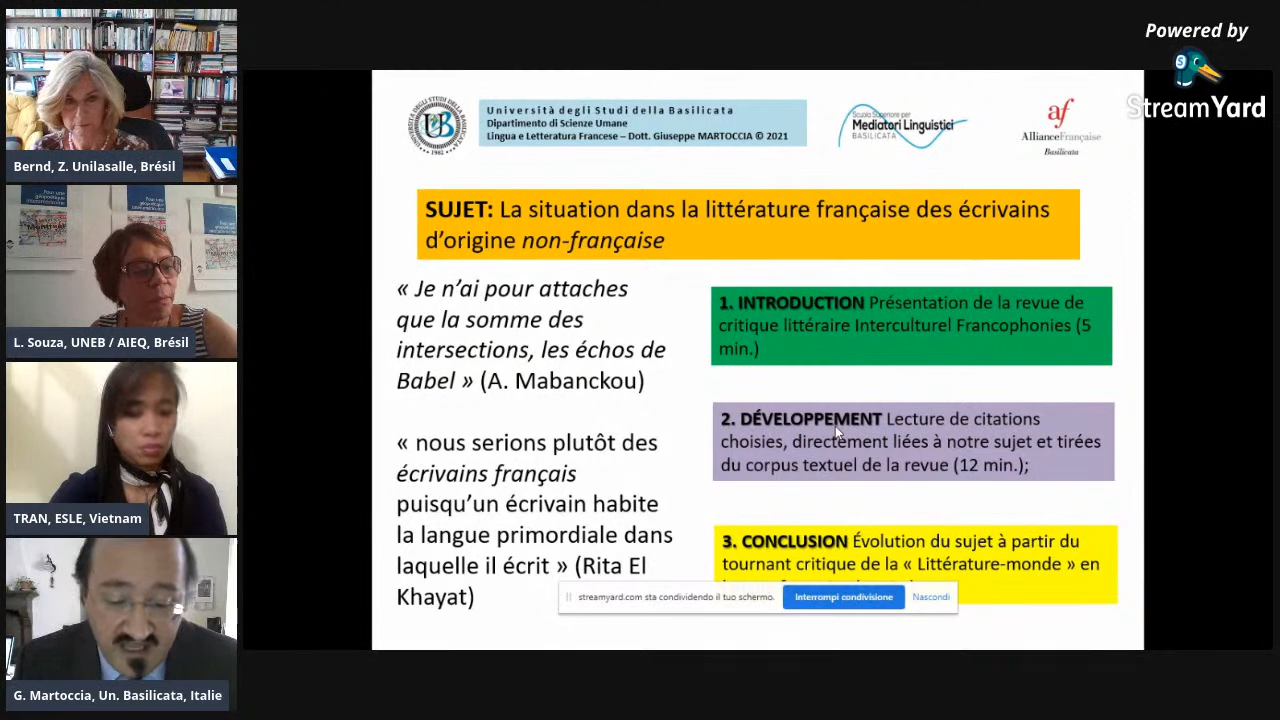 Powered by
StreamYard
Bernd, Z. Unilasalle, Brésil
L. Souza, UNEB / AIEQ, Brésil
TRAN, ESLE, Vietnam
G. Martoccia, Un. Basilicata, Italie
Università degli Studi della Basilicata
Dipartimento di Scienze Umane
Lingua e Letteratura Francese – Dott. Giuseppe MARTOCCIA © 2021
Scuola Superiore per
Mediatori Linguistici
BASILICATA
af
AllianceFrançaise
Basilicata
SUJET: La situation dans la littérature française des écrivains
d’origine non-française
« Je n’ai pour attaches
que la somme des
intersections, les échos de
Babel » (A. Mabanckou)
« nous serions plutôt des
écrivains français
puisqu’un écrivain habite
la langue primordiale dans
laquelle il écrit » (Rita El
Khayat)
1. INTRODUCTION Présentation de la revue de
critique littéraire Interculturel Francophonies (5
min.)
2. DÉVELOPPEMENT Lecture de citations
choisies, directement liées à notre sujet et tirées
du corpus textuel de la revue (12 min.);
3. CONCLUSION Évolution du sujet à partir du
tournant critique de la « Littérature-monde » en
streamyard.com sta condividendo il tuo schermo.
Interrompi condivisione
Nascondi